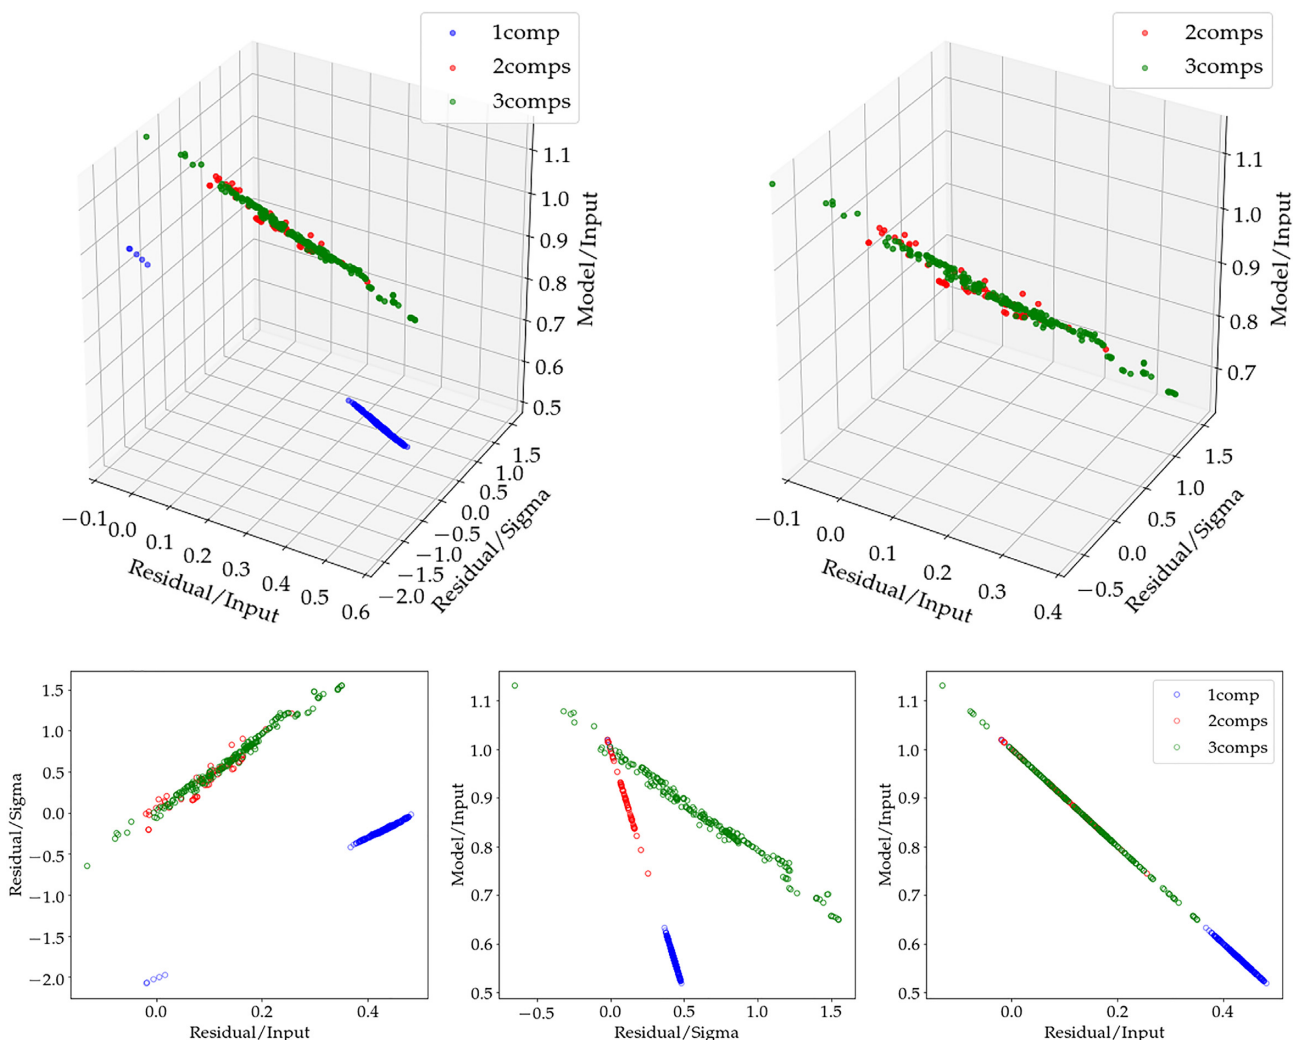 1comp
2comps
3comps
1.1
1.0
0.9
0.8
0.7
0.6
0.5
Model/Input
−0.1
0.0
0.1
0.2
0.3
0.4
0.5
0.6
Residual/Input
1.5
1.0
0.5
0.0
−0.5
−1.0
−1.5
−2.0
Residual/Sigma
2comps
3comps
1.1
1.0
0.9
0.8
0.7
Model/Input
−0.1
0.0
0.1
0.2
0.3
0.4
Residual/Input
1.5
1.0
0.5
0.0
−0.5
Residual/Sigma
1.5
1.0
0.5
0.0
−0.5
−1.0
−1.5
−2.0
Residual/Sigma
0.0 0.2 0.4
Residual/Input
1.1
1.0
0.9
0.8
0.7
0.6
0.5
Model/Input
−0.5 0.0 0.5 1.0 1.5
Residual/Sigma
1.1
1.0
0.9
0.8
0.7
0.6
0.5
Model/Input
1comp
2comps
3comps
0.0 0.2 0.4
Residual/Input